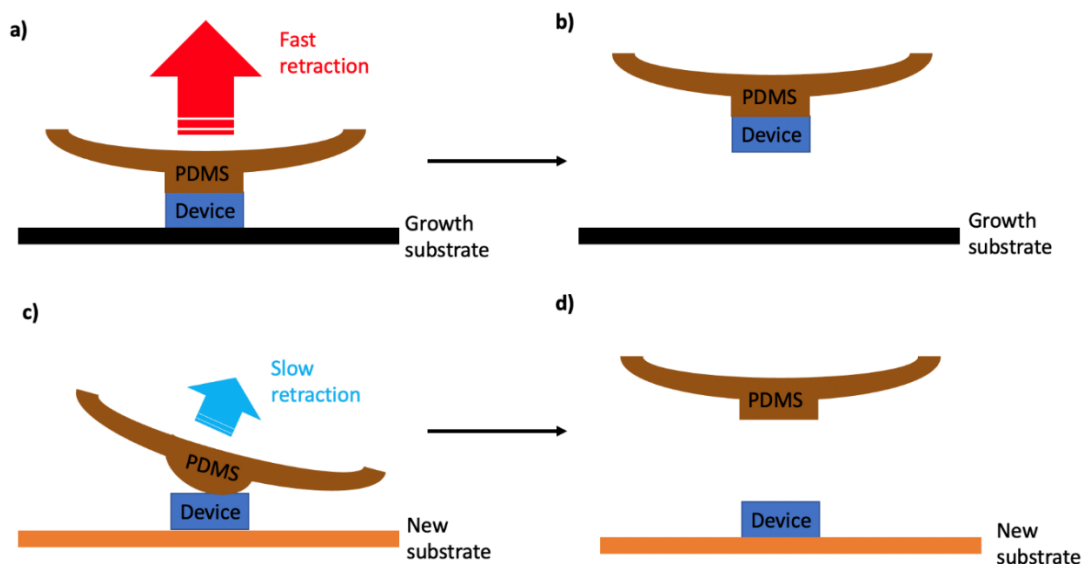 a)
Fast
retraction
PDMS
Device
Growth
substrate
b)
PDMS
Device
Growth
substrate
c)
Slow
retraction
PDMS
Device
New
substrate
d)
PDMS
Device
New
substrate